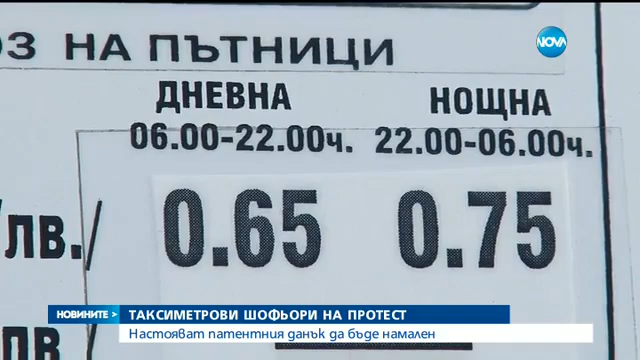 ОЗ НА ПЪТНИЦИ
NOVA
ДНЕВНА НОЩНА
06.00-22.00ч. 22.00-06.00ч.
/лв./ 0.65 0.75
НОВИНИТЕ ТАКСИМЕТРОВИ ШОФЬОРИ НА ПРОТЕСТ
Настояват патентния данък да бъде намален